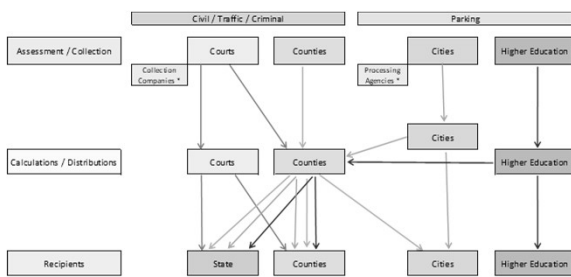 Civil / Traffic / Criminal
Parking
Assessment / Collection
Courts
Counties
Cities
Higher Education
Collection
Companies *
Processing
Agencies *
Cities
Calculations / Distributions
Courts
Counties
Higher Education
Recipients
State
Counties
Cities
Higher Education